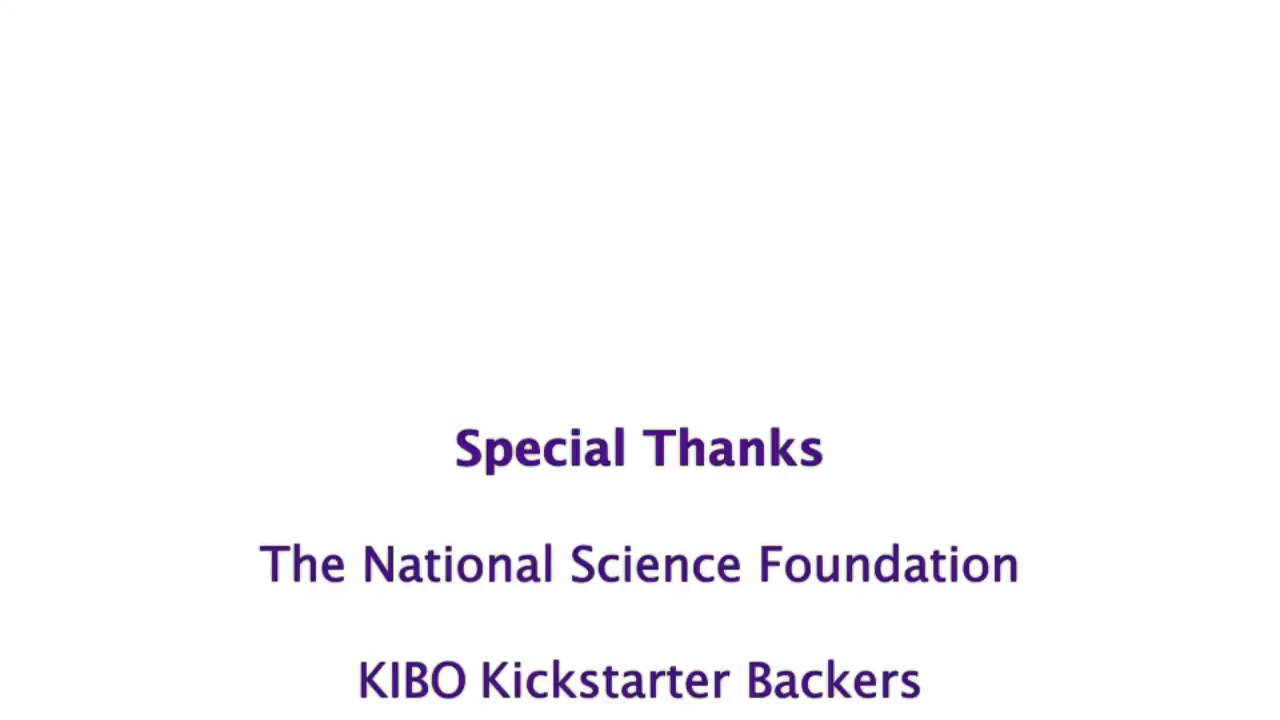 Special Thanks
The National Science Foundation
KIBO Kickstarter Backers